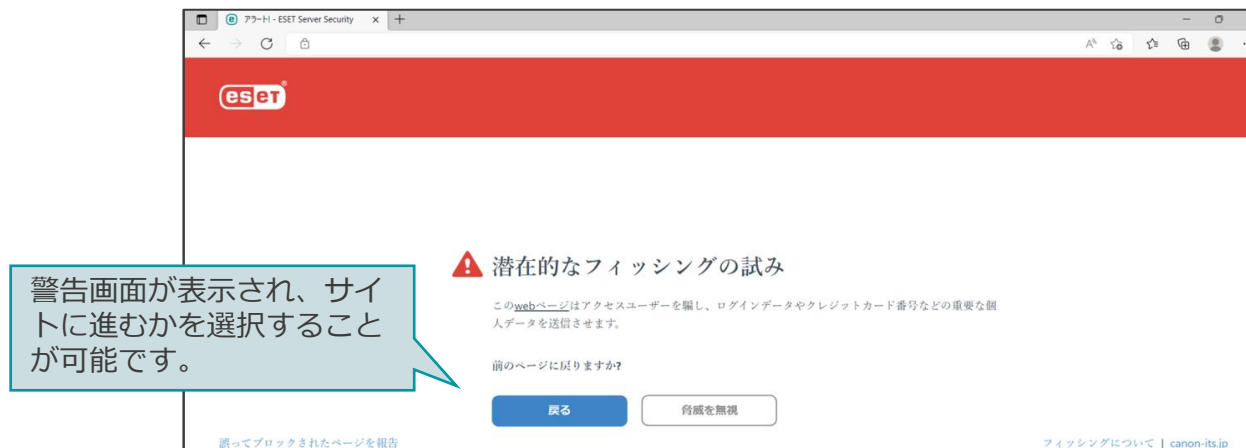 アラート! - ESET Server Security
eseT
潜在的なフィッシングの試み
このwebページはアクセスユーザーを騙し、ログインデータやクレジットカード番号などの重要な個
人データを送信させます。
警告画面が表示され、サイ
トに進むかを選択すること
が可能です。
前のページに戻りますか?
戻る
脅威を無視
誤ってブロックされたページを報告
フィッシングについて | canon-its.jp